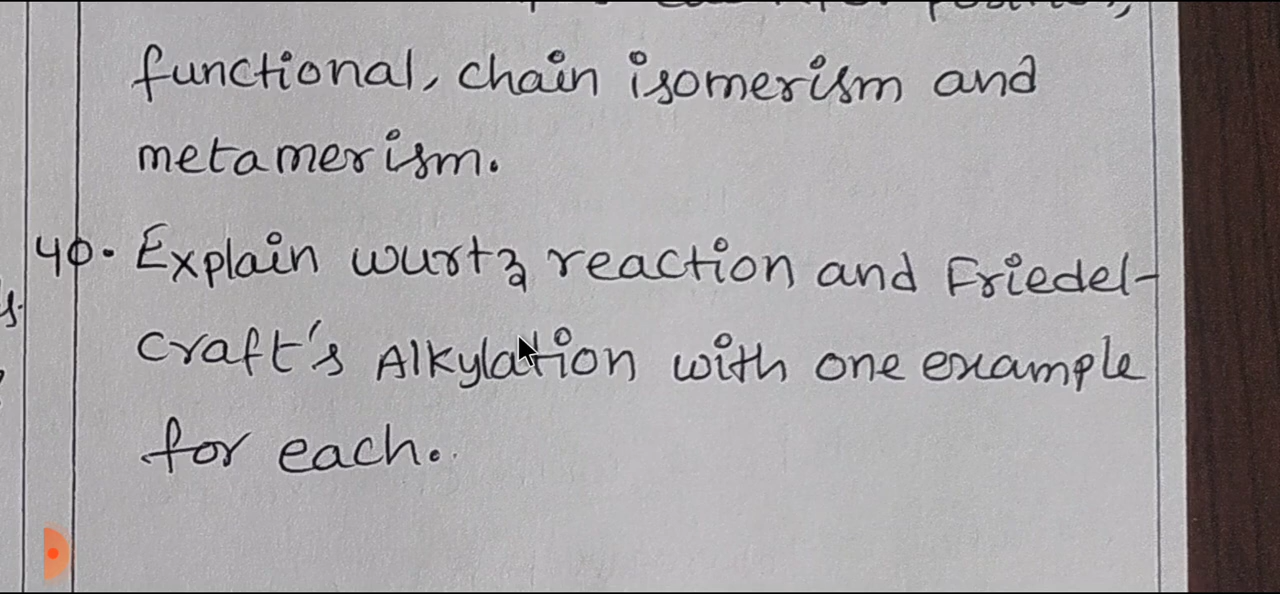 functional, chain isomerism and
metamerism.
40. Explain wurtz reaction and Friedel-
craft's Alkylation with one example
for each.